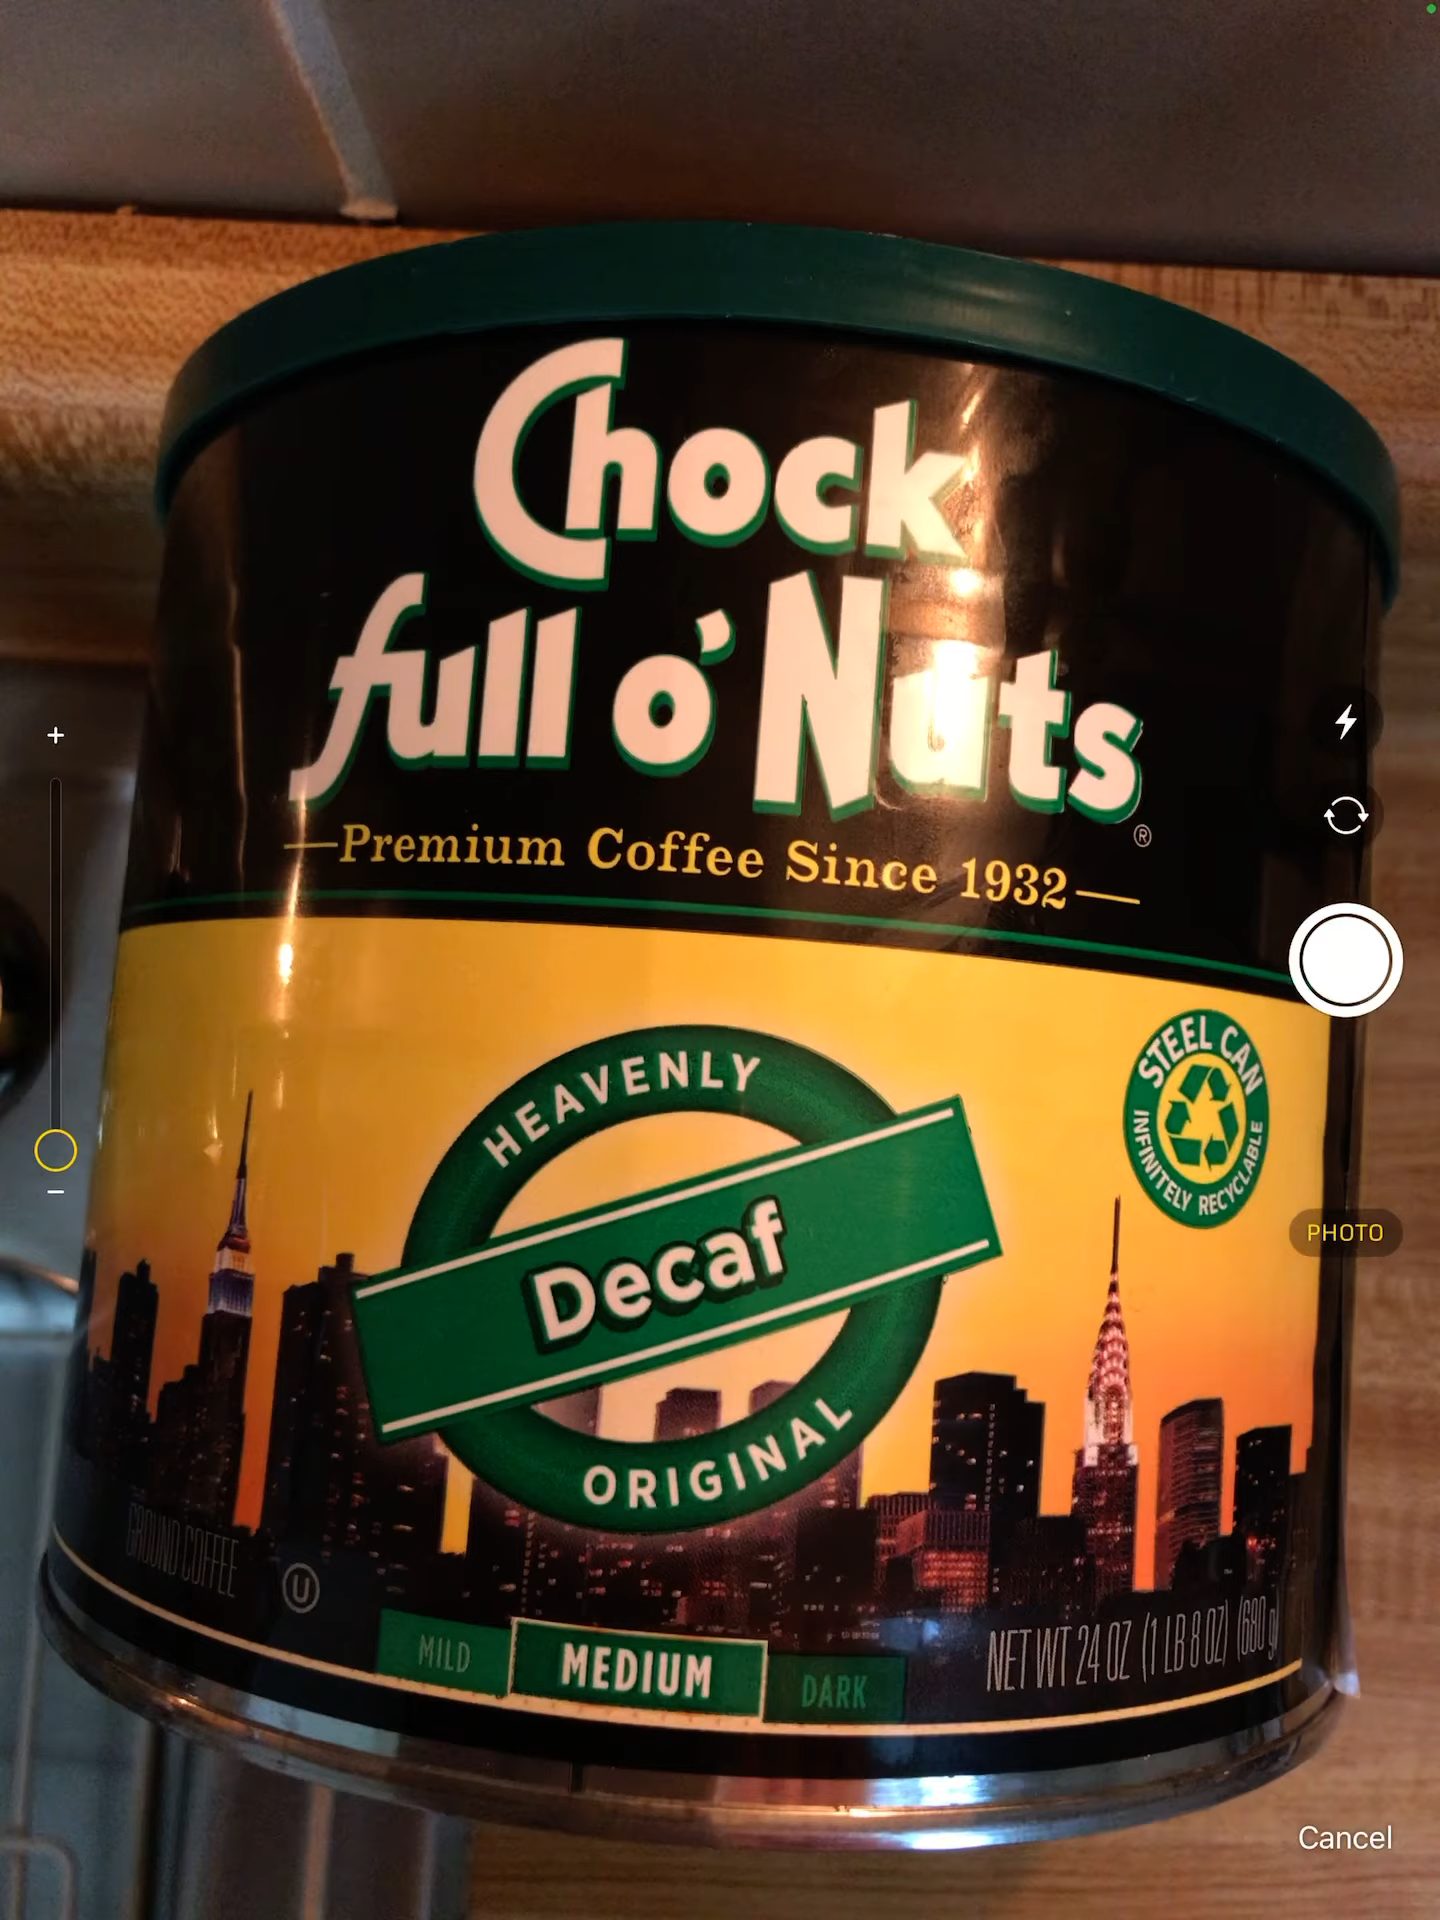 Chock
full o' Nuts®
—Premium Coffee Since 1932—
HEAVENLY
Decaf
ORIGINAL
STEEL CAN
INFINITELY RECYCLABLE
GROUND COFFEE
U
MILD
MEDIUM
DARK
NET WT 24 OZ (1 LB 8 OZ) (680 g)
PHOTO
Cancel